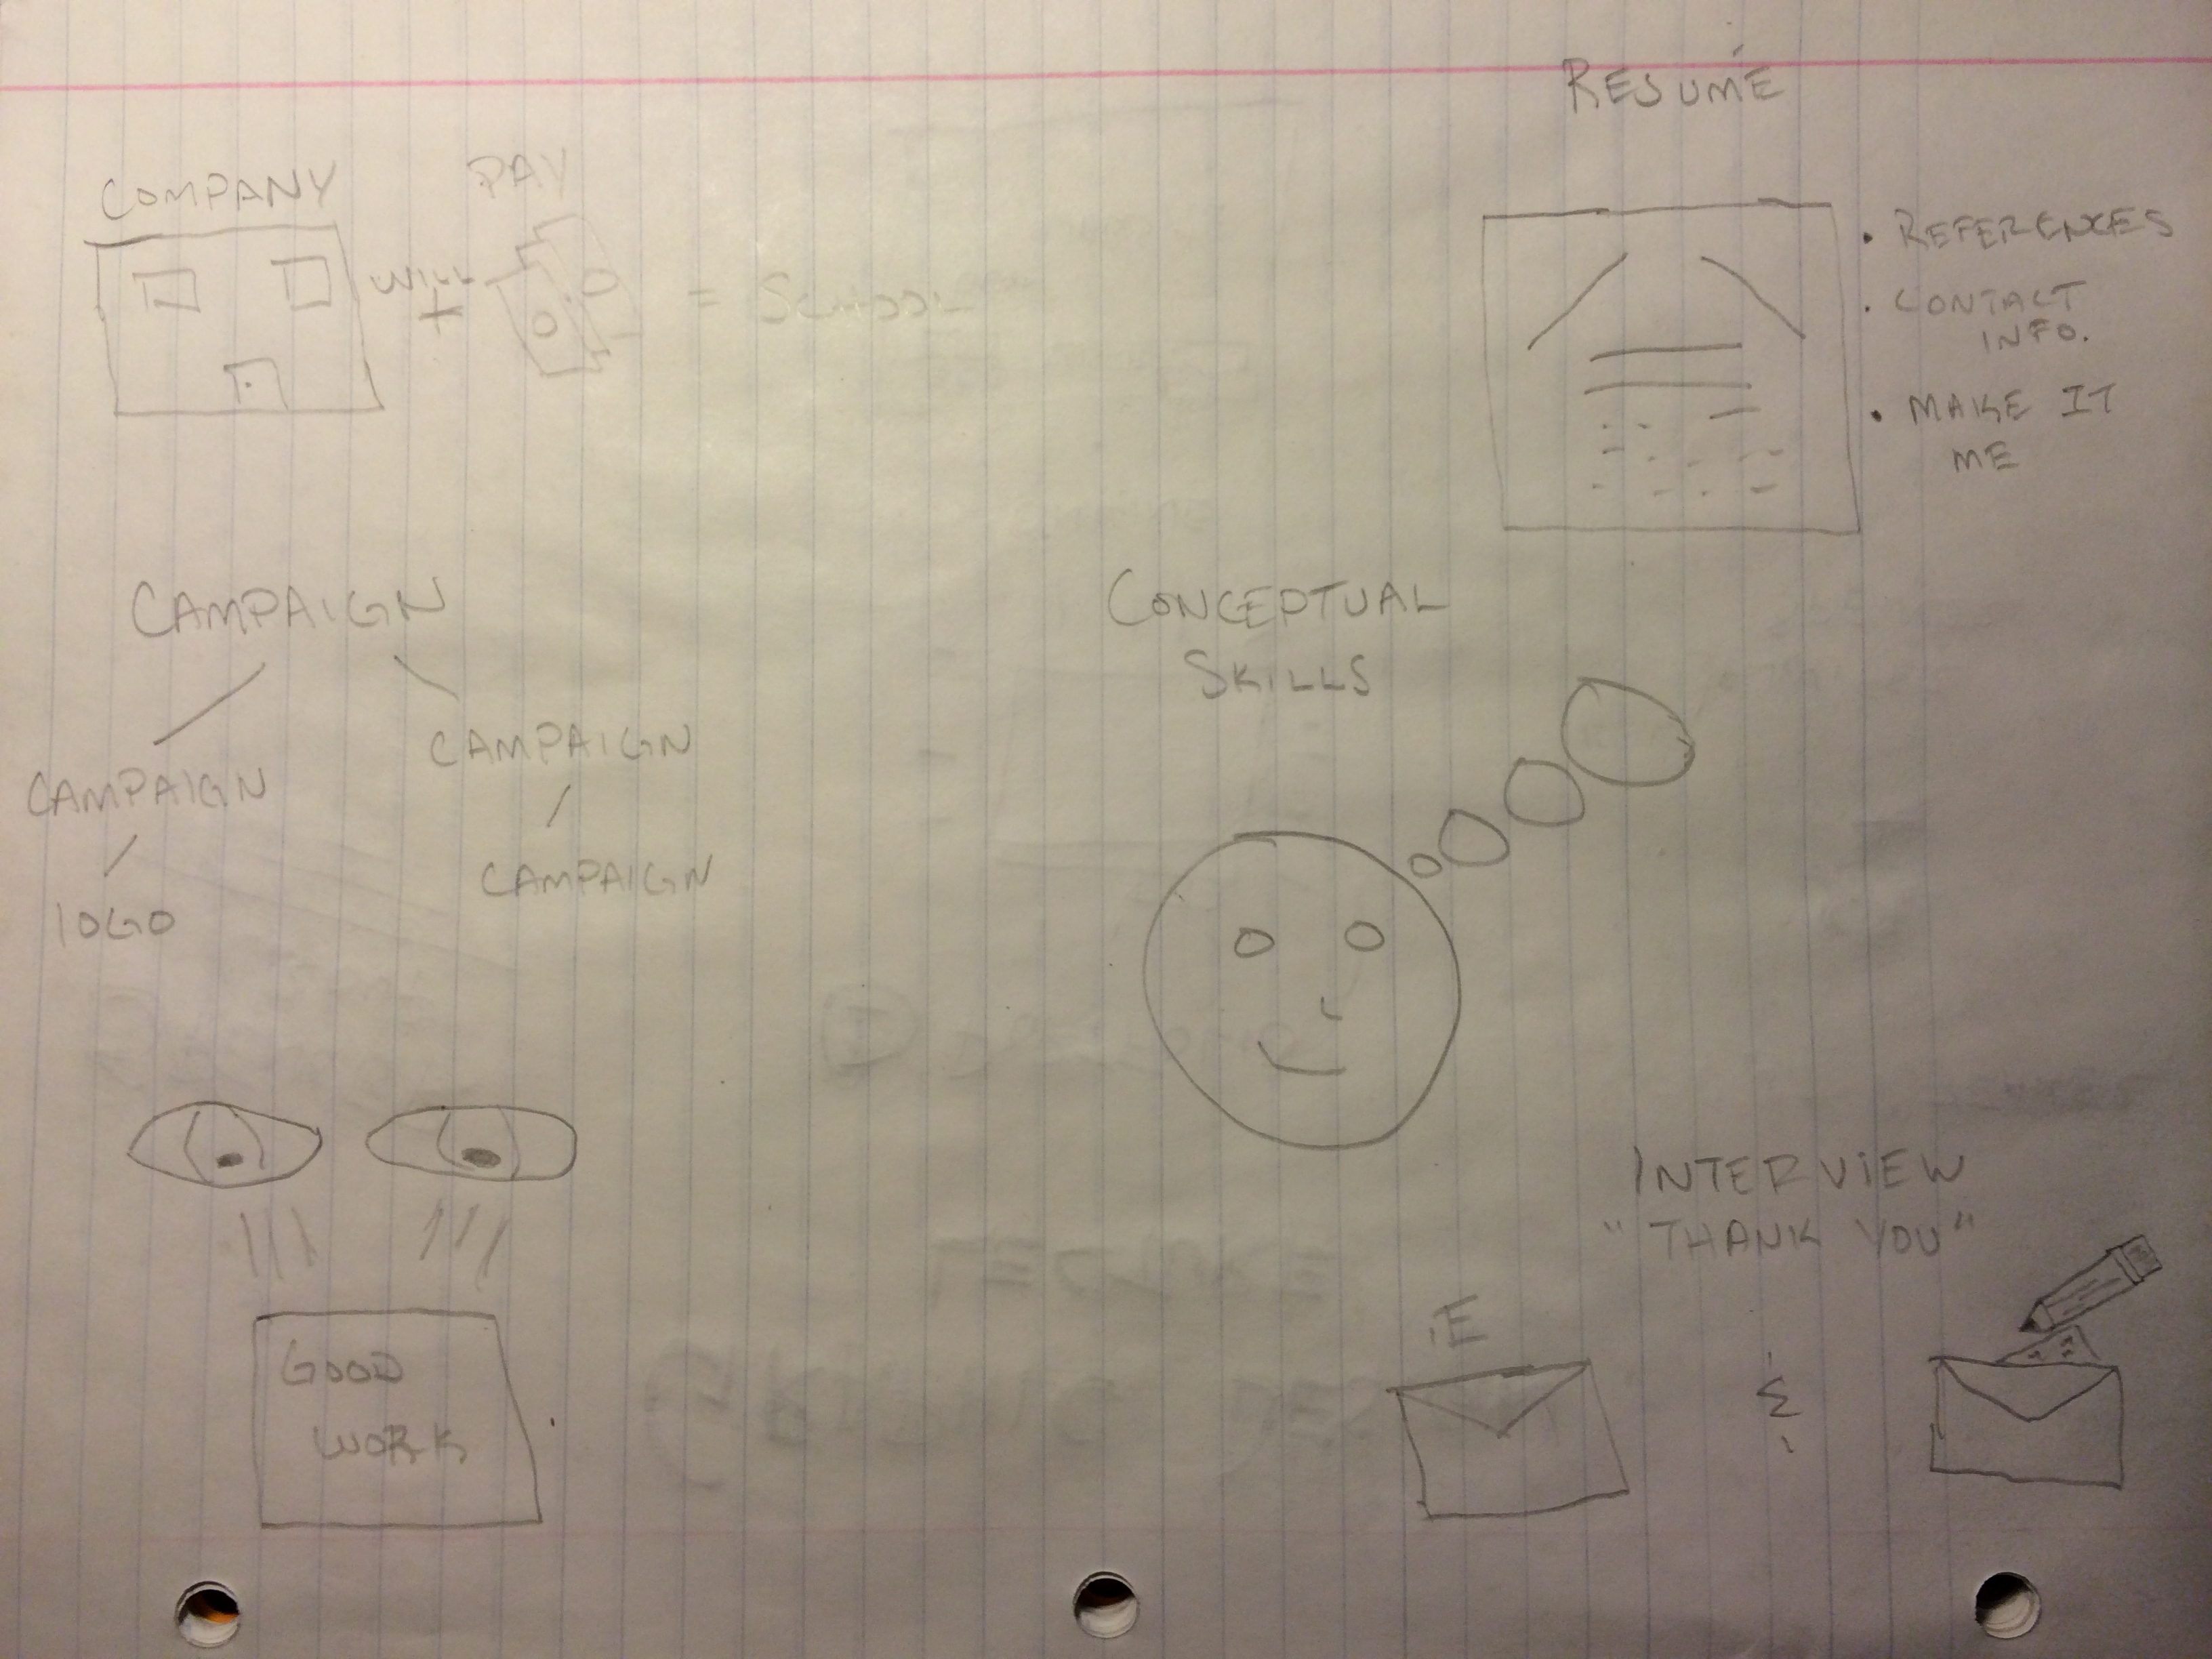 RESUMÉ
COMPANY
PAY
WILL
+
= SCHOOL
• REFERENCES
• CONTACT
INFO.
• MAKE IT
ME
CAMPAIGN
CAMPAIGN
LOGO
CAMPAIGN
CAMPAIGN
CONCEPTUAL
SKILLS
GOOD
WORK
INTERVIEW
"THANK YOU"
E
&